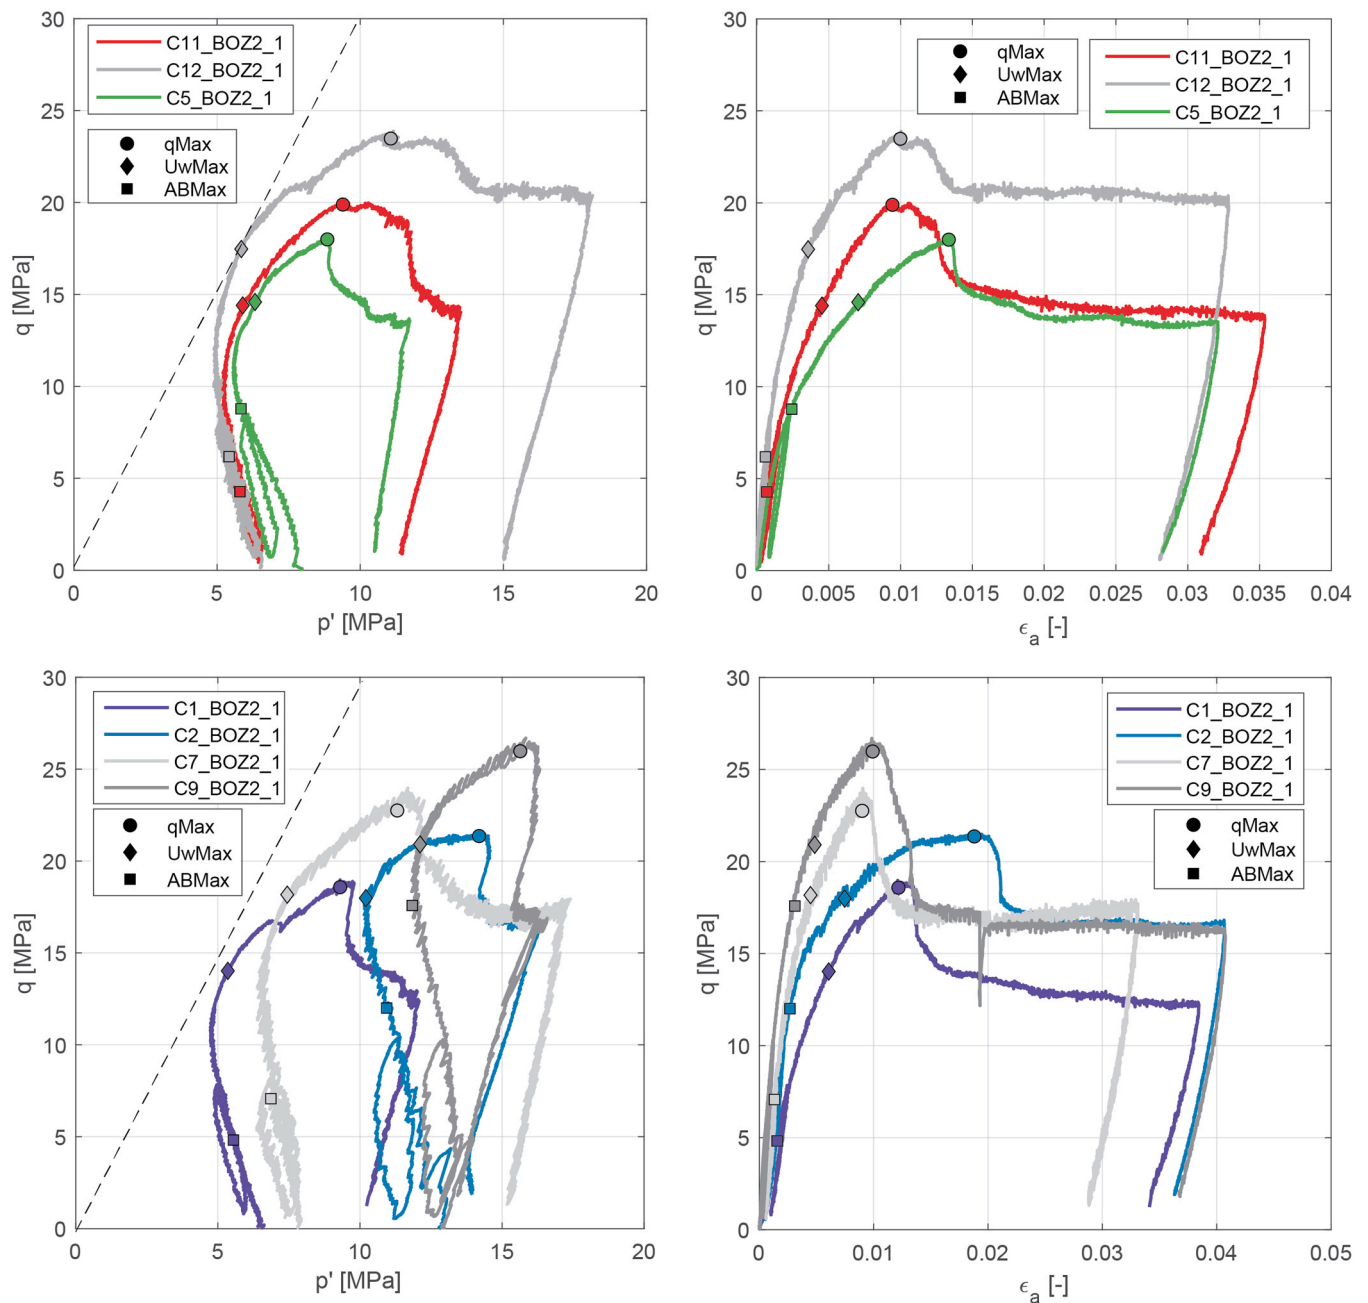 30
25
20
15
10
5
0
q [MPa]
C11_BOZ2_1
C12_BOZ2_1
C5_BOZ2_1
qMax
UwMax
ABMax
0 5 10 15 20
p' [MPa]
30
25
20
15
10
5
0
q [MPa]
qMax
UwMax
ABMax
C11_BOZ2_1
C12_BOZ2_1
C5_BOZ2_1
0 0.005 0.01 0.015 0.02 0.025 0.03 0.035 0.04
ϵa [-]
30
25
20
15
10
5
0
q [MPa]
C1_BOZ2_1
C2_BOZ2_1
C7_BOZ2_1
C9_BOZ2_1
qMax
UwMax
ABMax
0 5 10 15 20
p' [MPa]
30
25
20
15
10
5
0
q [MPa]
C1_BOZ2_1
C2_BOZ2_1
C7_BOZ2_1
C9_BOZ2_1
qMax
UwMax
ABMax
0 0.01 0.02 0.03 0.04 0.05
ϵa [-]